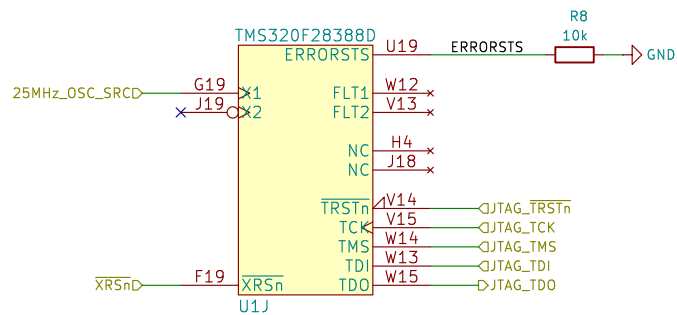 TMS320F28388D
R8
10k
GND
ERRORSTS U19 ERRORSTS
25MHz_OSC_SRC G19 X1 FLT1 W12
J19 X2 FLT2 V13
NC H4
NC J18
TRSTn V14 JTAG_TRSTn
TCK V15 JTAG_TCK
TMS W14 JTAG_TMS
TDI W13 JTAG_TDI
XRSn F19 XRSn TDO W15 JTAG_TDO
U1J